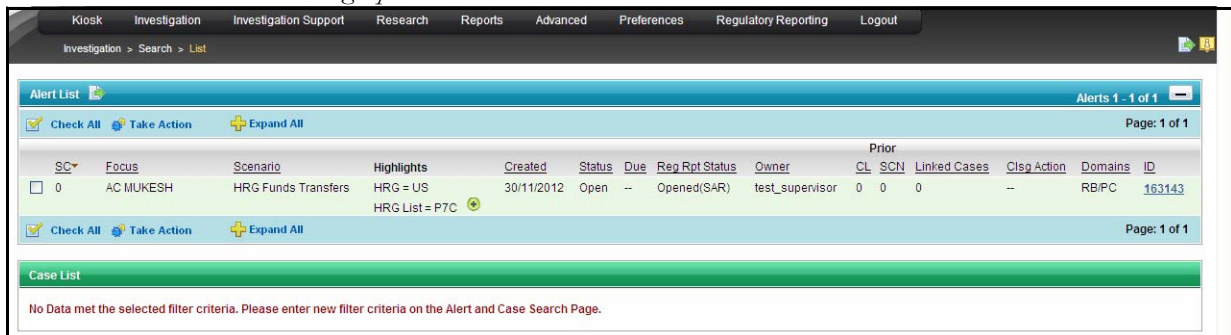 Kiosk Investigation Investigation Support Research Reports Advanced Preferences Regulatory Reporting Logout
Investigation > Search > List
Alert List Alerts 1 - 1 of 1
Check All Take Action Expand All Page: 1 of 1
Prior
SC Focus Scenario Highlights Created Status Due Reg Rpt Status Owner CL SCN Linked Cases Clsg Action Domains ID
0 AC MUKESH HRG Funds Transfers HRG = US 30/11/2012 Open -- Opened(SAR) test_supervisor 0 0 0 -- RB/PC 163143
HRG List = P7C
Check All Take Action Expand All Page: 1 of 1
Case List
No Data met the selected filter criteria. Please enter new filter criteria on the Alert and Case Search Page.